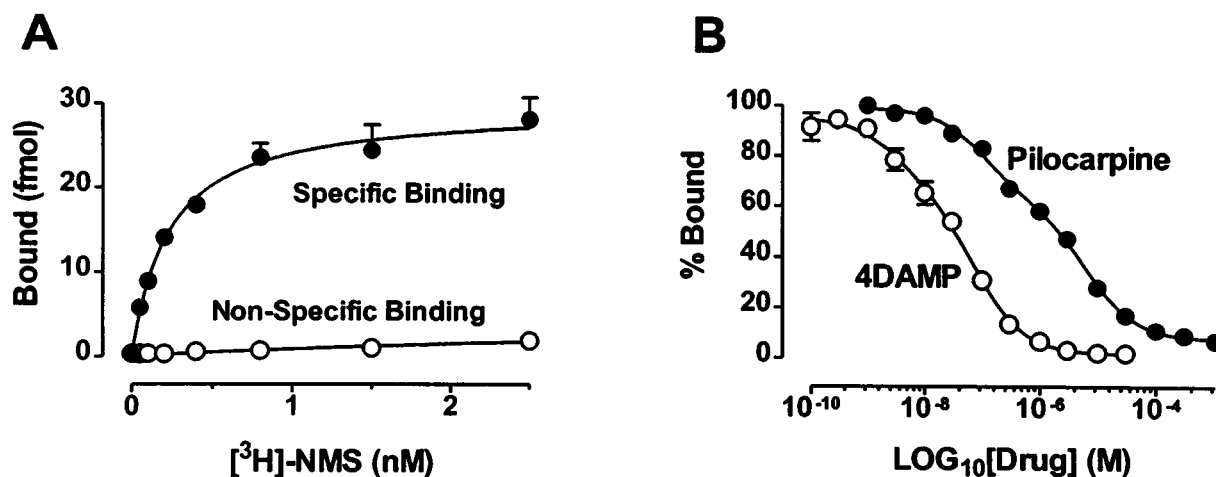 A
Bound (fmol)
30
20
10
0
Specific Binding
Non-Specific Binding
0
1
2
[³H]-NMS (nM)
B
% Bound
100
80
60
40
20
0
Pilocarpine
4DAMP
10⁻¹⁰
10⁻⁸
10⁻⁶
10⁻⁴
LOG₁₀[Drug] (M)